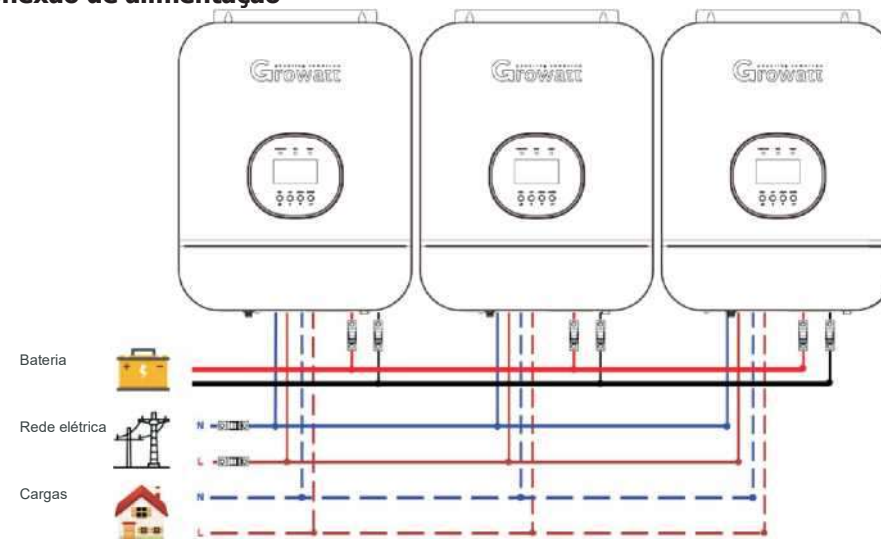 nexão de alimentação
Growatt Growatt Growatt
Bateria
Rede elétrica
N
L
Cargas
N
L